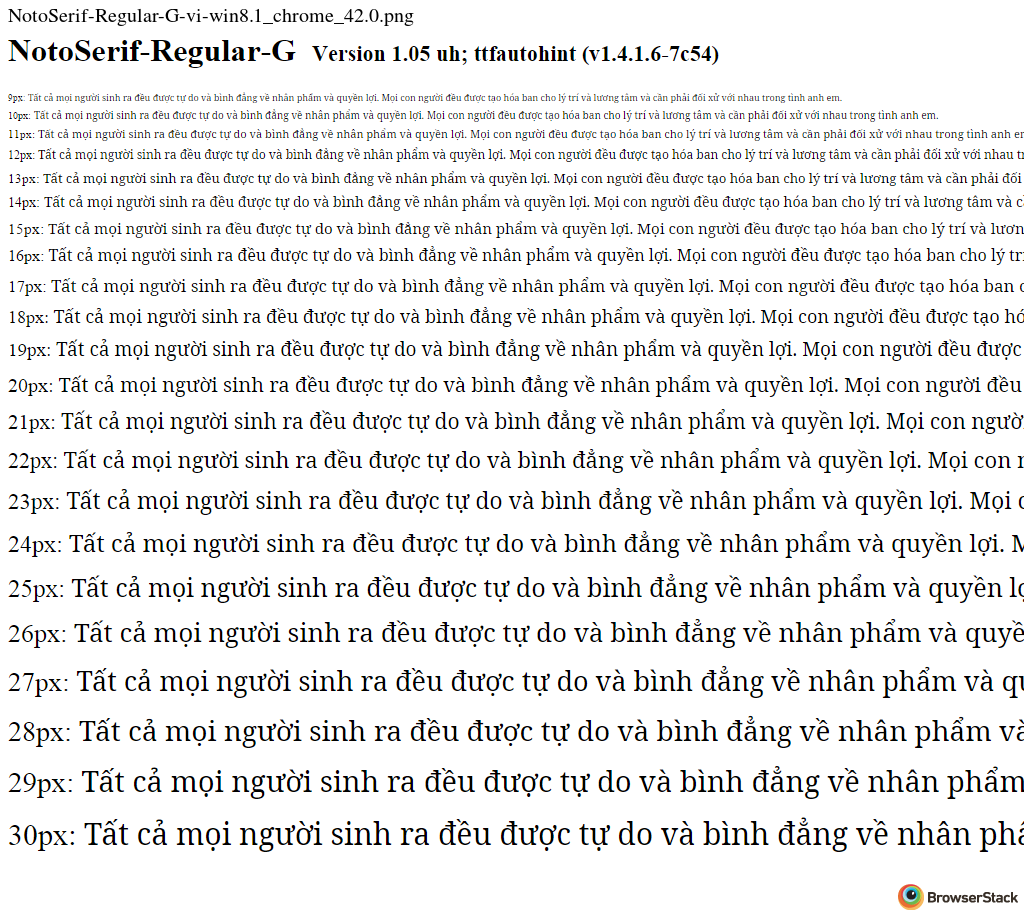 NotoSerif-Regular-G-vi-win8.1_chrome_42.0.png
NotoSerif-Regular-G Version 1.05 uh; ttfautohint (v1.4.1.6-7c54)
9px: Tất cả mọi người sinh ra đều được tự do và bình đẳng về nhân phẩm và quyền lợi. Mọi con người đều được tạo hóa ban cho lý trí và lương tâm và cần phải đối xử với nhau trong tình anh em.
10px: Tất cả mọi người sinh ra đều được tự do và bình đẳng về nhân phẩm và quyền lợi. Mọi con người đều được tạo hóa ban cho lý trí và lương tâm và cần phải đối xử với nhau trong tình anh em.
11px: Tất cả mọi người sinh ra đều được tự do và bình đẳng về nhân phẩm và quyền lợi. Mọi con người đều được tạo hóa ban cho lý trí và lương tâm và cần phải đối xử với nhau trong tình anh em
12px: Tất cả mọi người sinh ra đều được tự do và bình đẳng về nhân phẩm và quyền lợi. Mọi con người đều được tạo hóa ban cho lý trí và lương tâm và cần phải đối xử với nhau
13px: Tất cả mọi người sinh ra đều được tự do và bình đẳng về nhân phẩm và quyền lợi. Mọi con người đều được tạo hóa ban cho lý trí và lương tâm và cần phải đối
14px: Tất cả mọi người sinh ra đều được tự do và bình đẳng về nhân phẩm và quyền lợi. Mọi con người đều được tạo hóa ban cho lý trí và lương tâm và
15px: Tất cả mọi người sinh ra đều được tự do và bình đẳng về nhân phẩm và quyền lợi. Mọi con người đều được tạo hóa ban cho lý trí và lươn
16px: Tất cả mọi người sinh ra đều được tự do và bình đẳng về nhân phẩm và quyền lợi. Mọi con người đều được tạo hóa ban cho lý tr
17px: Tất cả mọi người sinh ra đều được tự do và bình đẳng về nhân phẩm và quyền lợi. Mọi con người đều được tạo hóa ban
18px: Tất cả mọi người sinh ra đều được tự do và bình đẳng về nhân phẩm và quyền lợi. Mọi con người đều được tạo hó
19px: Tất cả mọi người sinh ra đều được tự do và bình đẳng về nhân phẩm và quyền lợi. Mọi con người đều được
20px: Tất cả mọi người sinh ra đều được tự do và bình đẳng về nhân phẩm và quyền lợi. Mọi con người đều
21px: Tất cả mọi người sinh ra đều được tự do và bình đẳng về nhân phẩm và quyền lợi. Mọi con ngườ
22px: Tất cả mọi người sinh ra đều được tự do và bình đẳng về nhân phẩm và quyền lợi. Mọi con
23px: Tất cả mọi người sinh ra đều được tự do và bình đẳng về nhân phẩm và quyền lợi. Mọi
24px: Tất cả mọi người sinh ra đều được tự do và bình đẳng về nhân phẩm và quyền lợi.
25px: Tất cả mọi người sinh ra đều được tự do và bình đẳng về nhân phẩm và quyền lợ
26px: Tất cả mọi người sinh ra đều được tự do và bình đẳng về nhân phẩm và quyề
27px: Tất cả mọi người sinh ra đều được tự do và bình đẳng về nhân phẩm và qu
28px: Tất cả mọi người sinh ra đều được tự do và bình đẳng về nhân phẩm và
29px: Tất cả mọi người sinh ra đều được tự do và bình đẳng về nhân phẩm
30px: Tất cả mọi người sinh ra đều được tự do và bình đẳng về nhân phẩ
BrowserStack